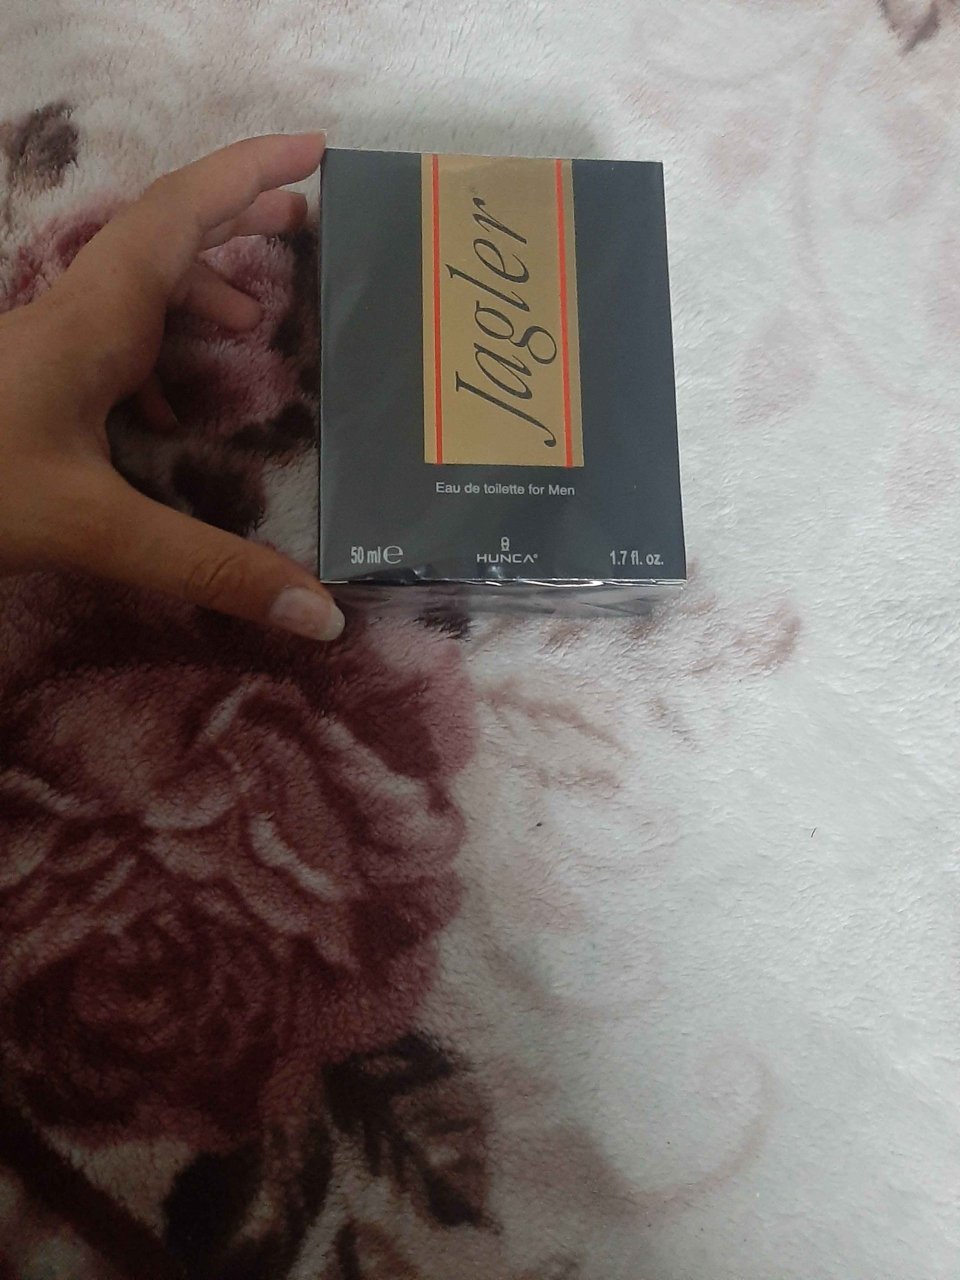 Jagler
Eau de toilette for Men
50 ml ℮
HUNCA®
1.7 fl. oz.